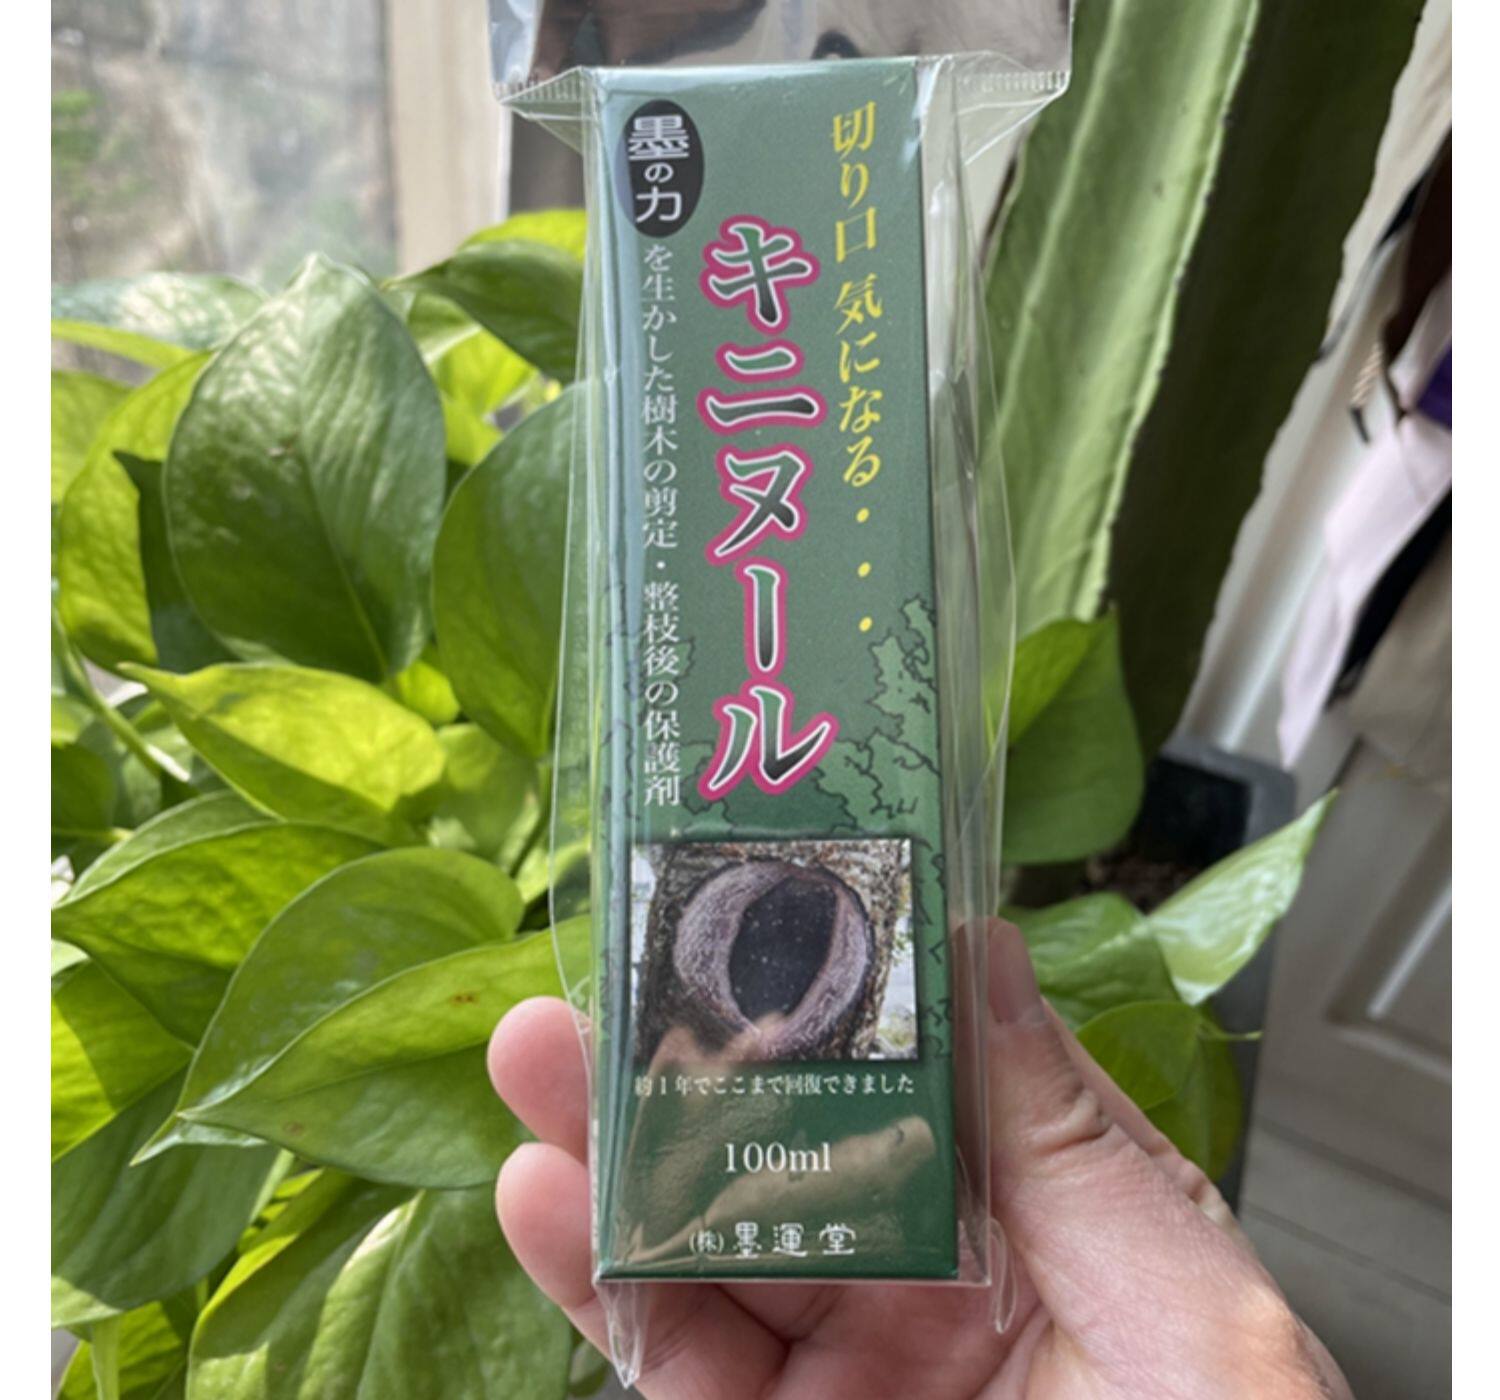 切り口 気になる・・・
キニヌール
墨の力
を生かした樹木の剪定・整枝後の保護剤
約1年でここまで回復できました
100ml
(株)墨運堂